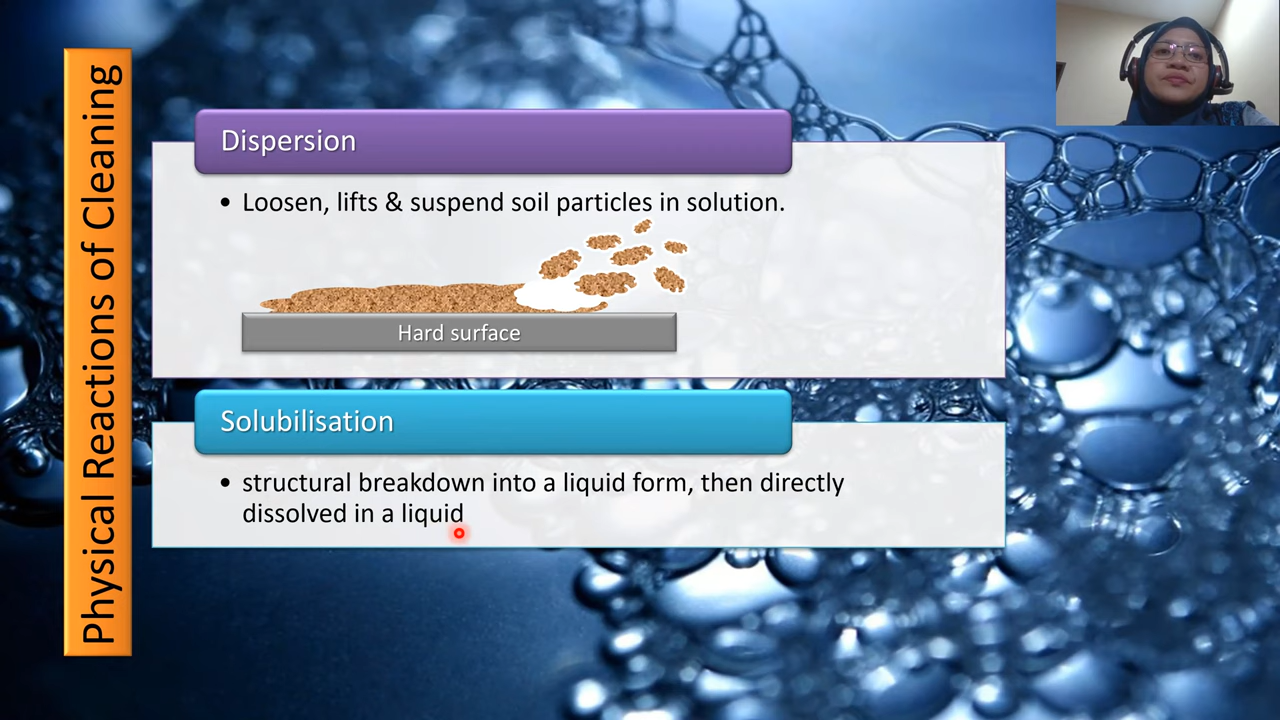 Physical Reactions of Cleaning
Dispersion
• Loosen, lifts & suspend soil particles in solution.
Hard surface
Solubilisation
• structural breakdown into a liquid form, then directly
dissolved in a liquid